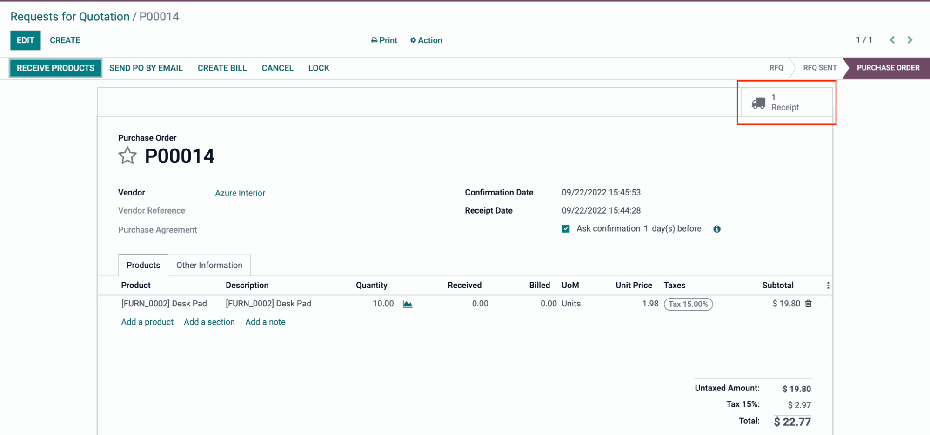 Requests for Quotation / P00014
EDIT CREATE Print Action 1 / 1
RECEIVE PRODUCTS SEND PO BY EMAIL CREATE BILL CANCEL LOCK RFQ RFQ SENT PURCHASE ORDER
1
Receipt
Purchase Order
P00014
Vendor Azure Interior Confirmation Date 09/22/2022 15:45:53
Vendor Reference Receipt Date 09/22/2022 15:44:28
Purchase Agreement Ask confirmation 1 day(s) before
Products Other Information
Product Description Quantity Received Billed UoM Unit Price Taxes Subtotal
[FURN_0002] Desk Pad [FURN_0002] Desk Pad 10.00 0.00 0.00 Units 1.98 Tax 15.00% $ 19.80
Add a product Add a section Add a note
Untaxed Amount: $ 19.80
Tax 15%: $ 2.97
Total: $ 22.77